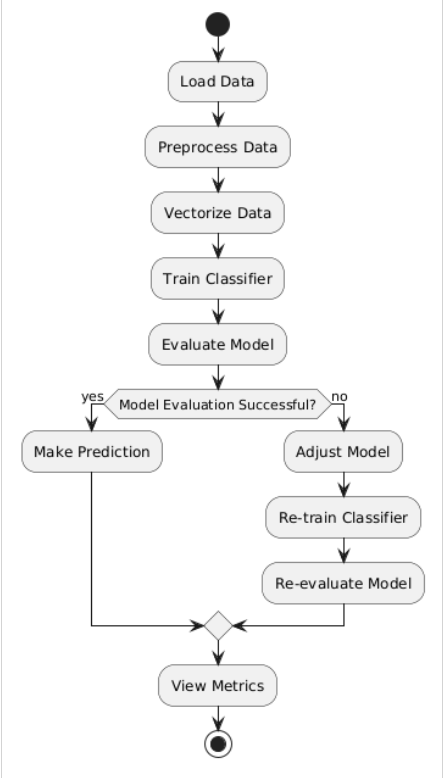 Load Data
Preprocess Data
Vectorize Data
Train Classifier
Evaluate Model
yes
Model Evaluation Successful?
no
Make Prediction
Adjust Model
Re-train Classifier
Re-evaluate Model
View Metrics